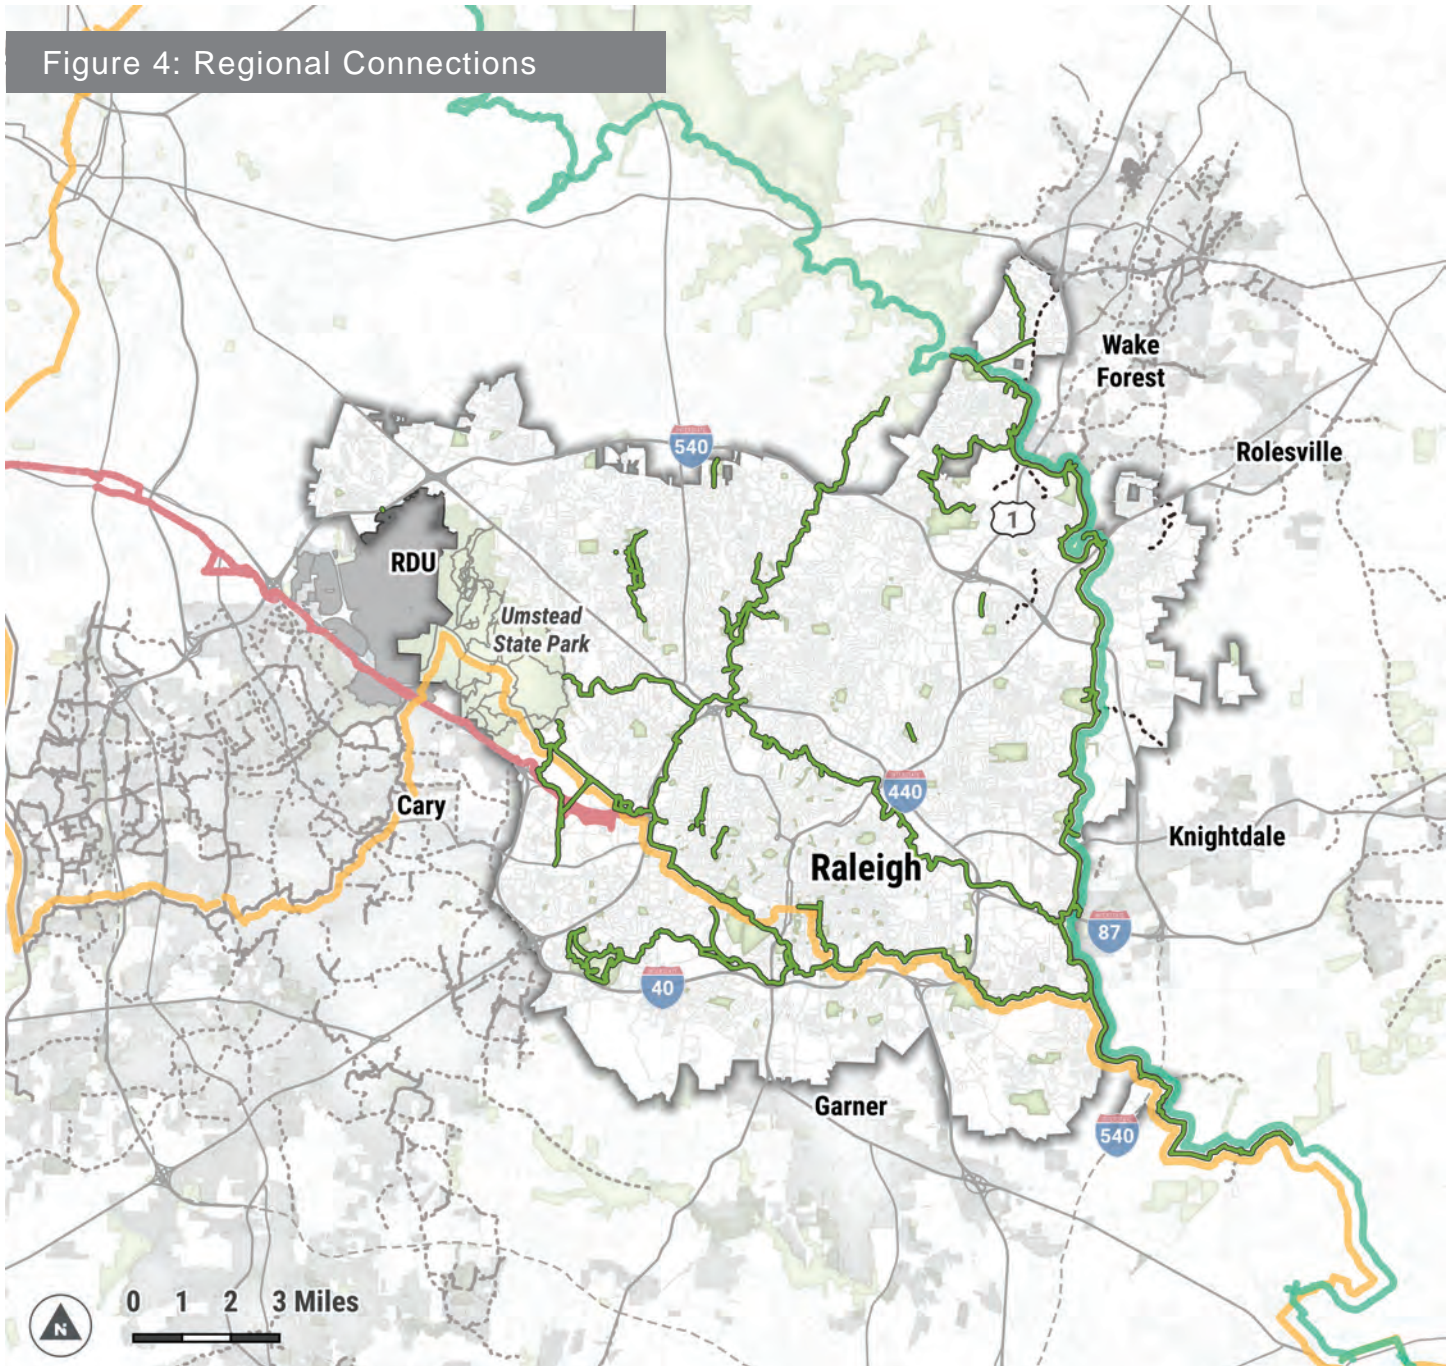 Figure 4: Regional Connections
Wake
Forest
540
Rolesville
1
RDU
Umstead
State Park
440
Cary
Knightdale
Raleigh
87
40
Garner
540
0 1 2 3 Miles
N